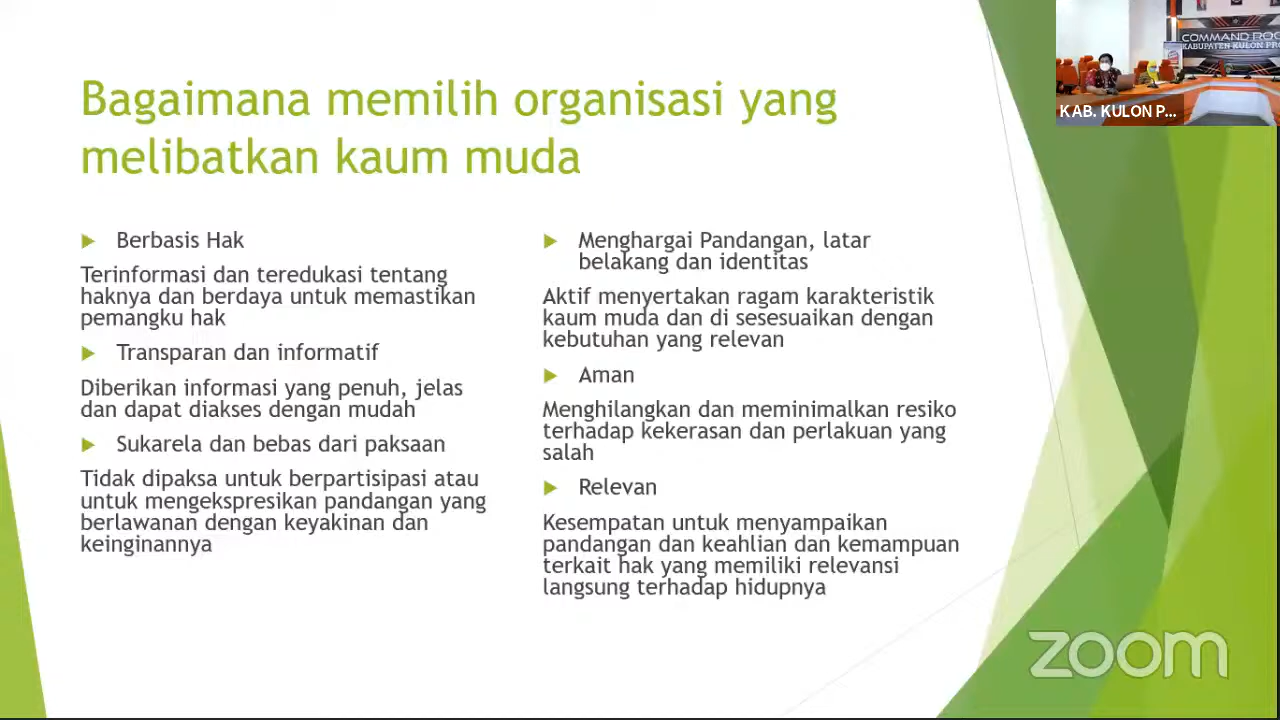 Bagaimana memilih organisasi yang
melibatkan kaum muda
Berbasis Hak
Terinformasi dan teredukasi tentang
haknya dan berdaya untuk memastikan
pemangku hak
Transparan dan informatif
Diberikan informasi yang penuh, jelas
dan dapat diakses dengan mudah
Sukarela dan bebas dari paksaan
Tidak dipaksa untuk berpartisipasi atau
untuk mengekspresikan pandangan yang
berlawanan dengan keyakinan dan
keinginannya
Menghargai Pandangan, latar
belakang dan identitas
Aktif menyertakan ragam karakteristik
kaum muda dan di sesesuaikan dengan
kebutuhan yang relevan
Aman
Menghilangkan dan meminimalkan resiko
terhadap kekerasan dan perlakuan yang
salah
Relevan
Kesempatan untuk menyampaikan
pandangan dan keahlian dan kemampuan
terkait hak yang memiliki relevansi
langsung terhadap hidupnya
COMMAND ROO
KABUPATEN KULON PRO
KAB. KULON P...
zoom